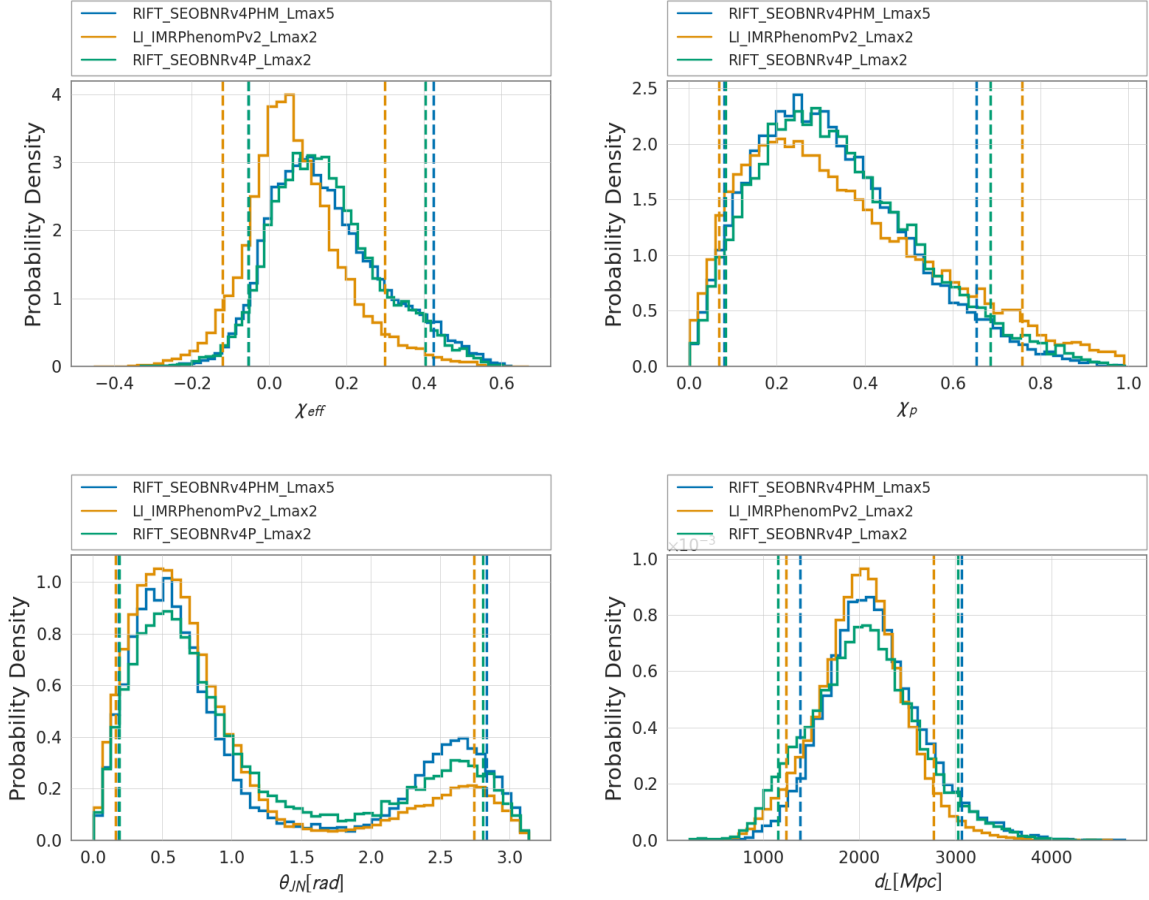 RIFT_SEOBNRv4PHM_Lmax5
LI_IMRPhenomPv2_Lmax2
RIFT_SEOBNRv4P_Lmax2
Probability Density
4
3
2
1
0
−0.4
−0.2
0.0
0.2
0.4
0.6
χeff
RIFT_SEOBNRv4PHM_Lmax5
LI_IMRPhenomPv2_Lmax2
RIFT_SEOBNRv4P_Lmax2
Probability Density
2.5
2.0
1.5
1.0
0.5
0.0
0.0
0.2
0.4
0.6
0.8
1.0
χp
RIFT_SEOBNRv4PHM_Lmax5
LI_IMRPhenomPv2_Lmax2
RIFT_SEOBNRv4P_Lmax2
Probability Density
1.0
0.8
0.6
0.4
0.2
0.0
0.0
0.5
1.0
1.5
2.0
2.5
3.0
θJN[rad]
RIFT_SEOBNRv4PHM_Lmax5
LI_IMRPhenomPv2_Lmax2
RIFT_SEOBNRv4P_Lmax2
×10−3
Probability Density
1.0
0.8
0.6
0.4
0.2
0.0
1000
2000
3000
4000
dL[Mpc]